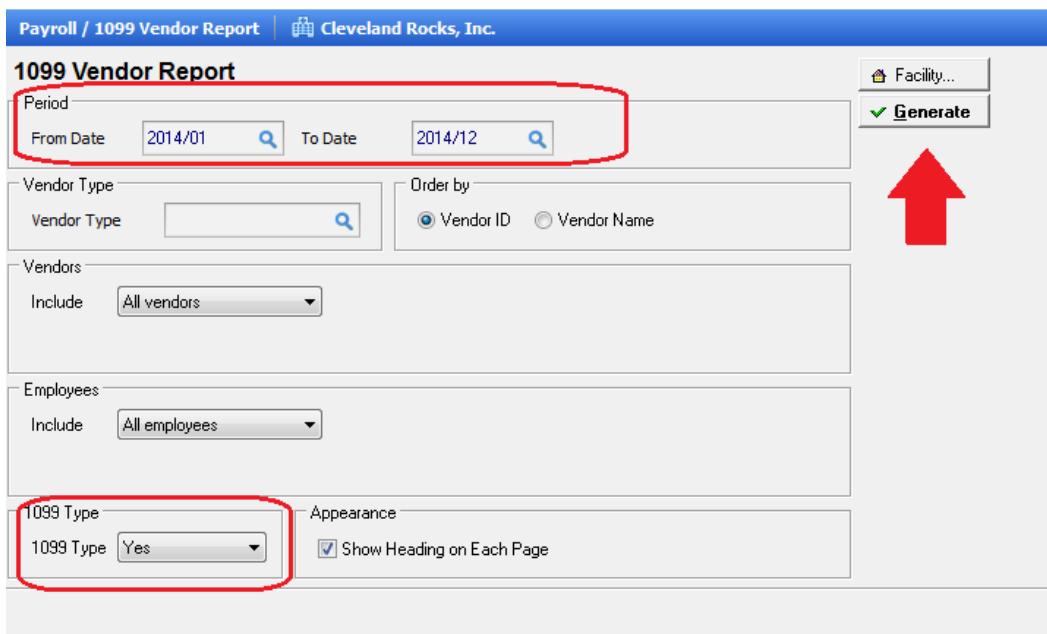 Payroll / 1099 Vendor Report Cleveland Rocks, Inc.
1099 Vendor Report
Facility...
Generate
Period
From Date 2014/01 To Date 2014/12
Vendor Type Order by
Vendor Type Vendor ID Vendor Name
Vendors
Include All vendors
Employees
Include All employees
1099 Type Appearance
1099 Type Yes Show Heading on Each Page